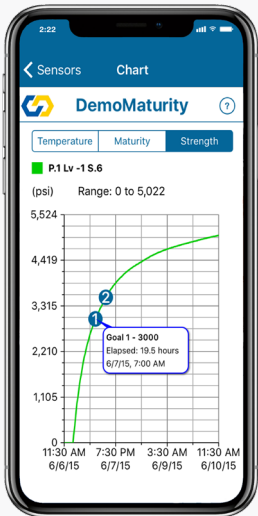 2:22
Sensors
Chart
DemoMaturity
?
Temperature Maturity Strength
P.1 Lv -1 S.6
(psi) Range: 0 to 5,022
5,524
4,419
3,315
2,210
1,105
0
2
1
Goal 1 - 3000
Elapsed: 19.5 hours
6/7/15, 7:00 AM
11:30 AM 7:30 PM 3:30 AM 11:30 AM
6/6/15 6/7/15 6/9/15 6/10/15